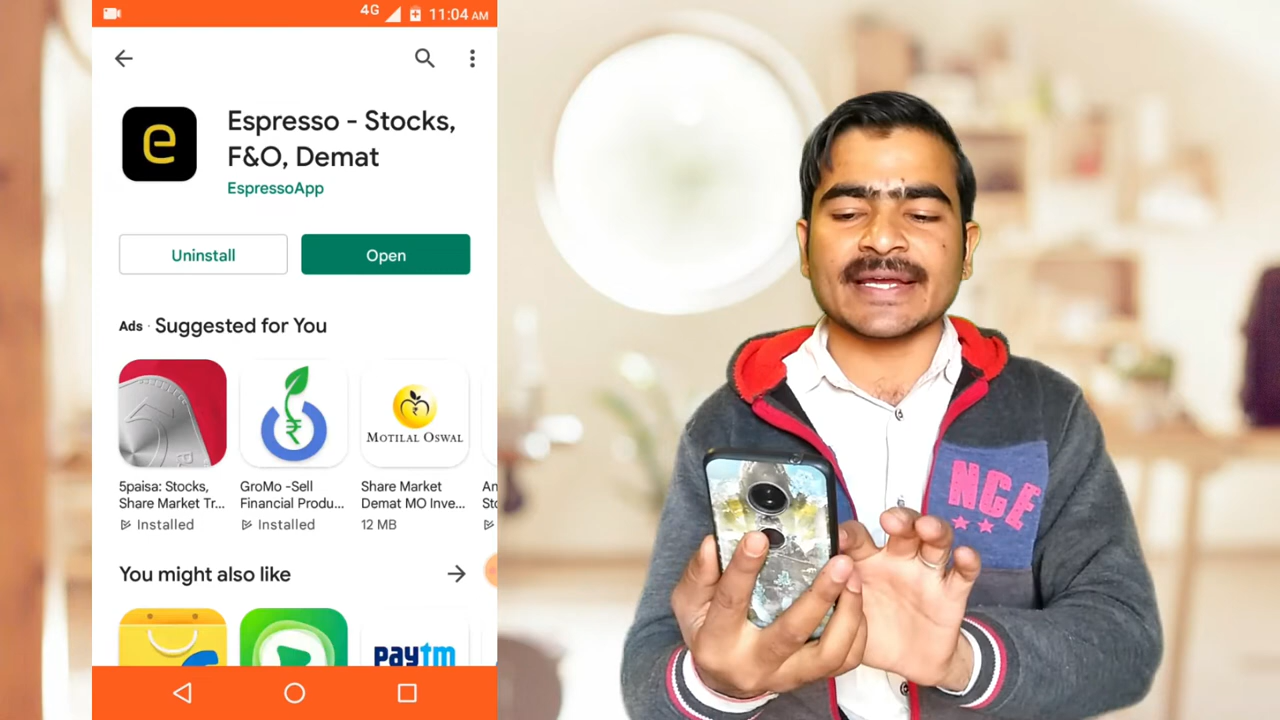 4G 11:04 AM
e
Espresso - Stocks,
F&O, Demat
EspressoApp
Uninstall
Open
Ads · Suggested for You
5paisa: Stocks,
Share Market Tr...
Installed
GroMo -Sell
Financial Produ...
Installed
MOTILAL OSWAL
Share Market
Demat MO Inve...
12 MB
An
Sto
You might also like
paytm
NCE